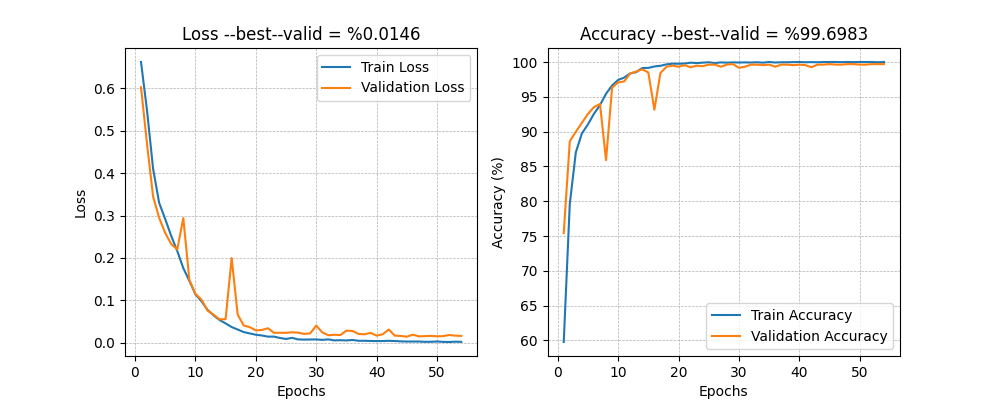 Loss --best--valid = %0.0146
Train Loss
Validation Loss
0.6
0.5
0.4
0.3
0.2
0.1
0.0
Loss
0 10 20 30 40 50
Epochs
Accuracy --best--valid = %99.6983
100
95
90
85
80
75
70
65
60
Accuracy (%)
Train Accuracy
Validation Accuracy
0 10 20 30 40 50
Epochs